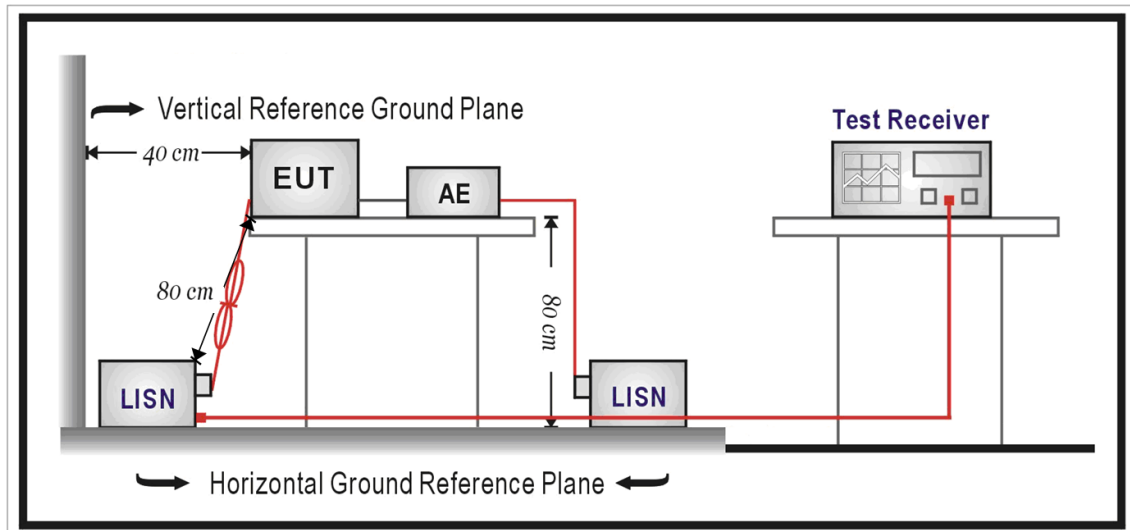 Vertical Reference Ground Plane
Test Receiver
40 cm
EUT
AE
80 cm
80 cm
LISN
LISN
Horizontal Ground Reference Plane